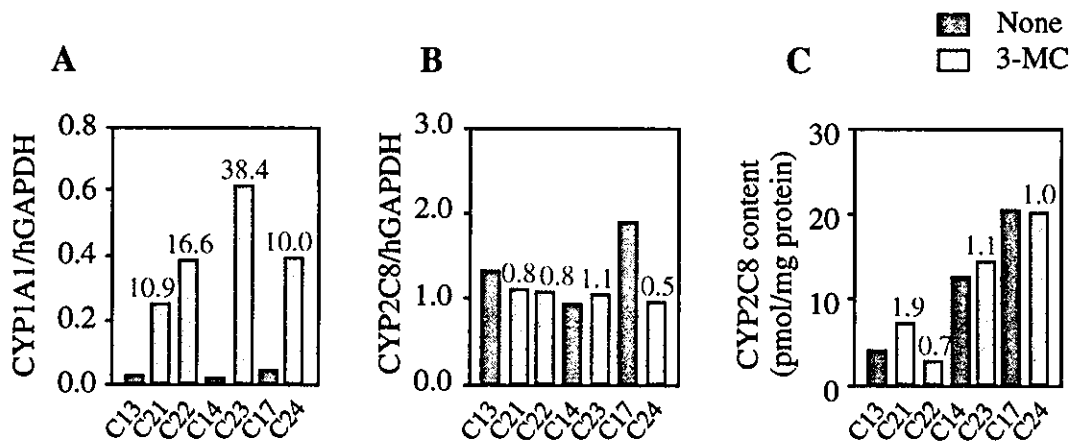 None
3-MC
A
CYP1A1/hGAPDH
0.8
0.6
0.4
0.2
0.0
10.9
16.6
38.4
10.0
C13
C21
C22
C14
C23
C17
C24
B
CYP2C8/hGAPDH
3.0
2.0
1.0
0.0
0.8
0.8
1.1
0.5
C13
C21
C22
C14
C23
C17
C24
C
CYP2C8 content
(pmol/mg protein)
30
20
10
0
1.9
0.7
1.1
1.0
C13
C21
C22
C14
C23
C17
C24